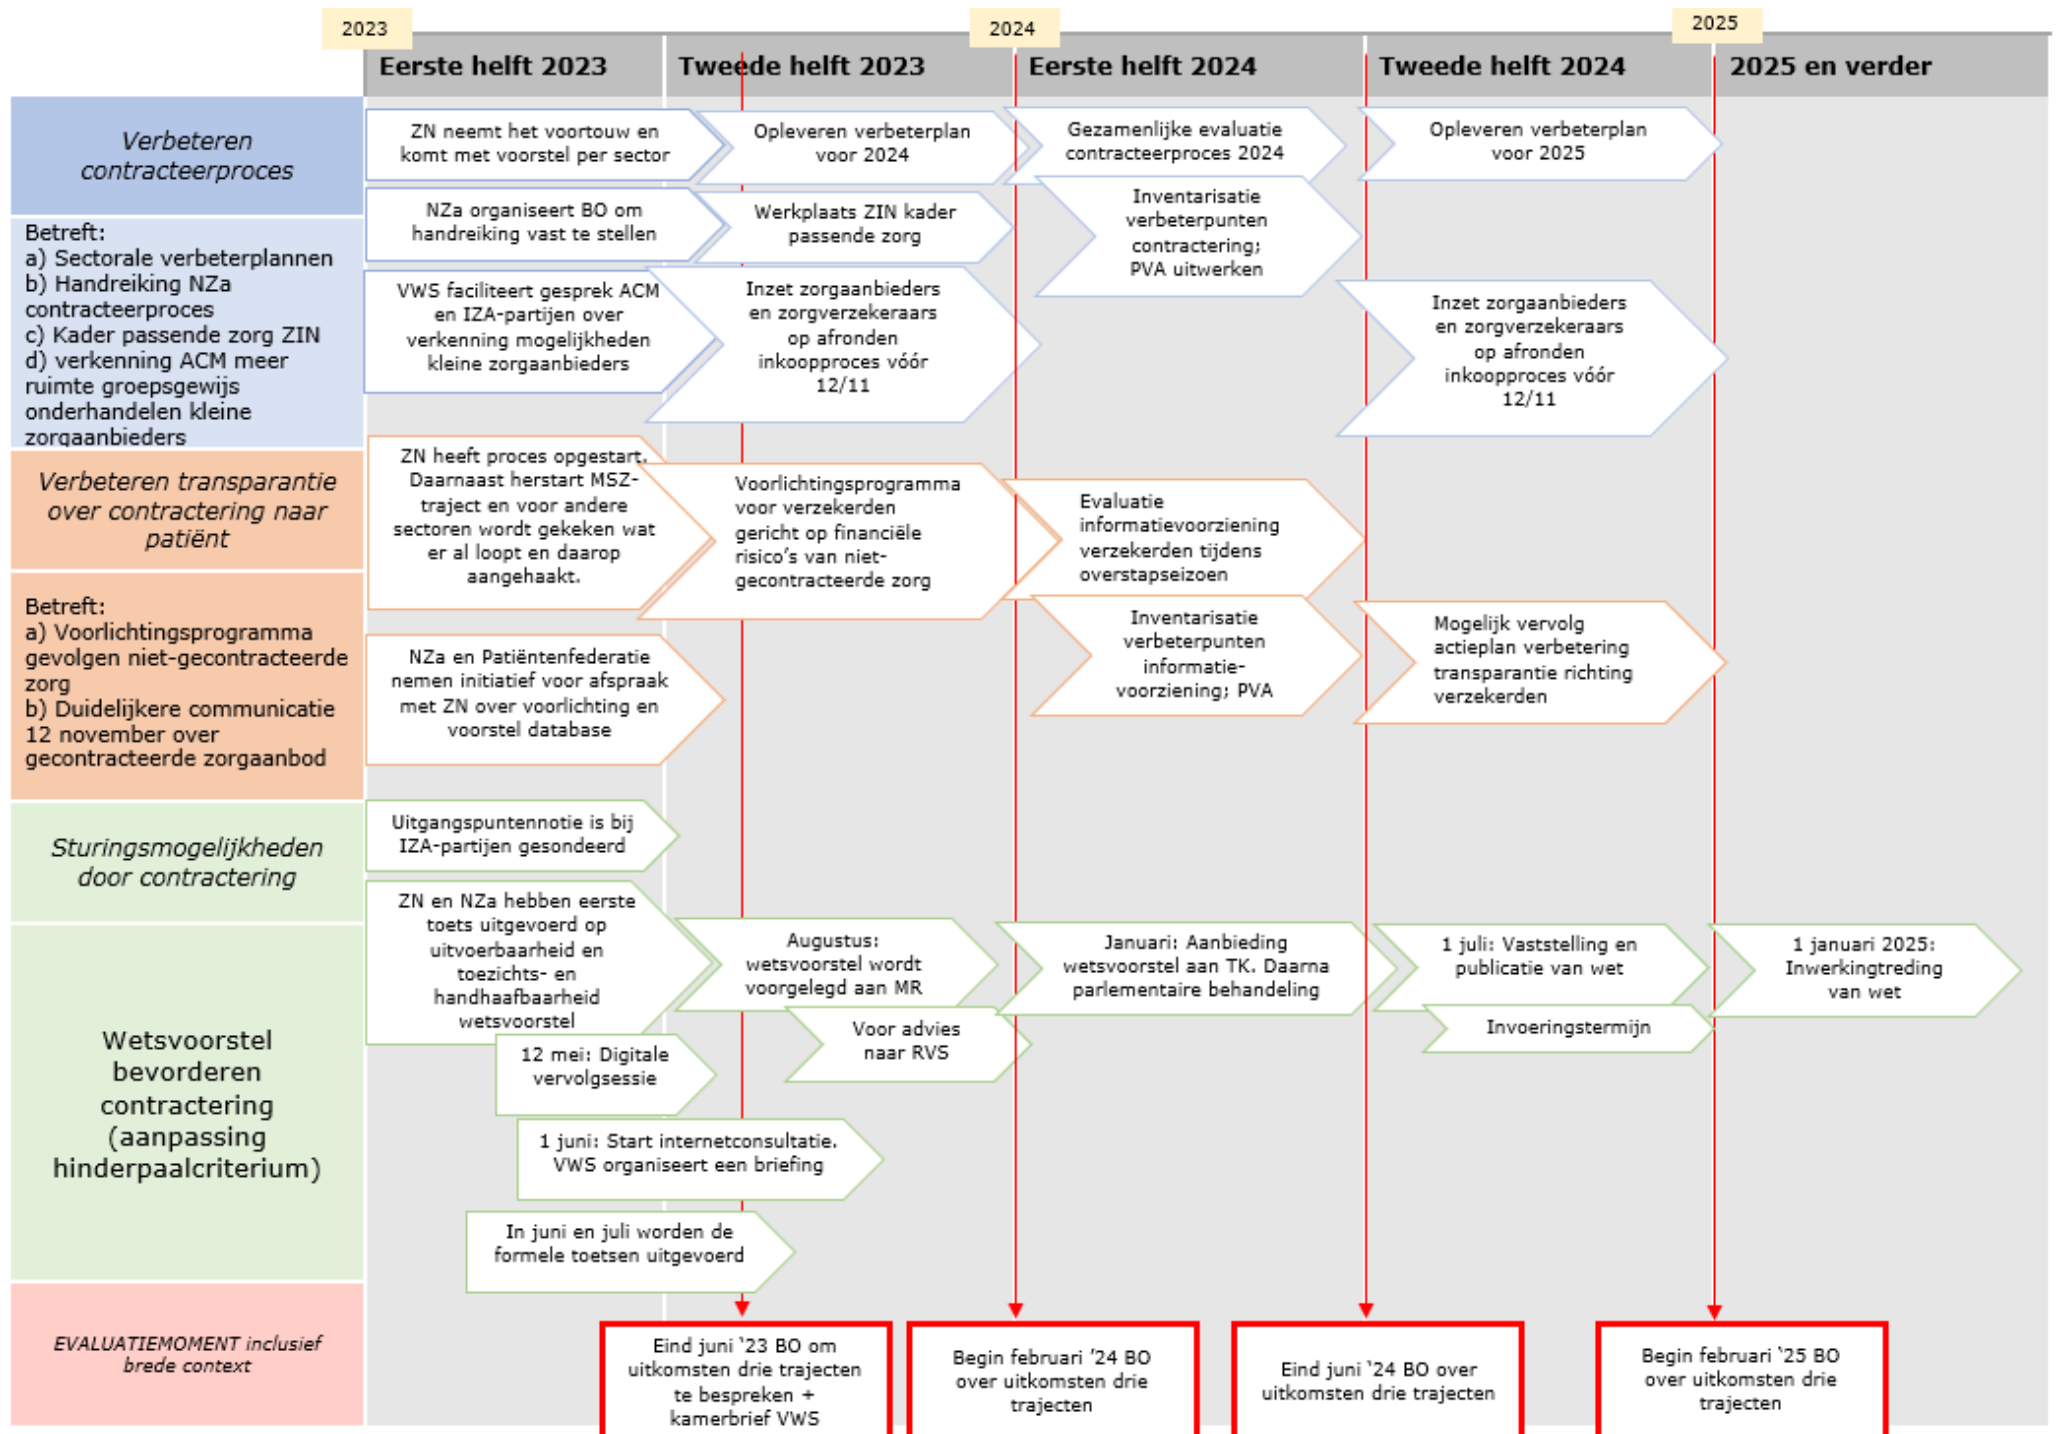 2023
2024
2025
Eerste helft 2023
Tweede helft 2023
Eerste helft 2024
Tweede helft 2024
2025 en verder
Verbeteren
contracteerproces
ZN neemt het voortouw en
komt met voorstel per sector
Opleveren verbeterplan
voor 2024
Gezamenlijke evaluatie
contracteerproces 2024
Opleveren verbeterplan
voor 2025
Betreft:
a) Sectorale verbeterplannen
b) Handreiking NZa
contracteerproces
c) Kader passende zorg ZIN
d) verkenning ACM meer
ruimte groepsgewijs
onderhandelen kleine
zorgaanbieders
NZa organiseert BO om
handreiking vast te stellen
Werkplaats ZIN kader
passende zorg
Inventarisatie
verbeterpunten
contractering;
PVA uitwerken
VWS faciliteert gesprek ACM
en IZA-partijen over
verkenning mogelijkheden
kleine zorgaanbieders
Inzet zorgaanbieders
en zorgverzekeraars
op afronden
inkoopproces vóór
12/11
Inzet zorgaanbieders
en zorgverzekeraars
op afronden
inkoopproces vóór
12/11
Verbeteren transparantie
over contractering naar
patiënt
ZN heeft proces opgestart.
Daarnaast herstart MSZ-
traject en voor andere
sectoren wordt gekeken wat
er al loopt en daarop
aangehaakt.
Voorlichtingsprogramma
voor verzekerden
gericht op financiële
risico's van niet-
gecontracteerde zorg
Evaluatie
informatievoorziening
verzekerden tijdens
overstapseizoen
Betreft:
a) Voorlichtingsprogramma
gevolgen niet-gecontracteerde
zorg
b) Duidelijkere communicatie
12 november over
gecontracteerde zorgaanbod
NZa en Patiëntenfederatie
nemen initiatief voor afspraak
met ZN over voorlichting en
voorstel database
Inventarisatie
verbeterpunten
informatie-
voorziening; PVA
Mogelijk vervolg
actieplan verbetering
transparantie richting
verzekerden
Sturingsmogelijkheden
door contractering
Uitgangspuntennotie is bij
IZA-partijen gesondeerd
Wetsvoorstel
bevorderen
contractering
(aanpassing
hinderpaalcriterium)
ZN en NZa hebben eerste
toets uitgevoerd op
uitvoerbaarheid en
toezichts- en
handhaafbaarheid
wetsvoorstel
Augustus:
wetsvoorstel wordt
voorgelegd aan MR
Januari: Aanbieding
wetsvoorstel aan TK. Daarna
parlementaire behandeling
1 juli: Vaststelling en
publicatie van wet
1 januari 2025:
Inwerkingtreding
van wet
Voor advies
naar RVS
Invoeringstermijn
12 mei: Digitale
vervolgsessie
1 juni: Start internetconsultatie.
VWS organiseert een briefing
In juni en juli worden de
formele toetsen uitgevoerd
EVALUATIEMOMENT inclusief
brede context
Eind juni ‘23 BO om
uitkomsten drie trajecten
te bespreken +
kamerbrief VWS
Begin februari ’24 BO
over uitkomsten drie
trajecten
Eind juni ‘24 BO over
uitkomsten drie trajecten
Begin februari ‘25 BO
over uitkomsten drie
trajecten